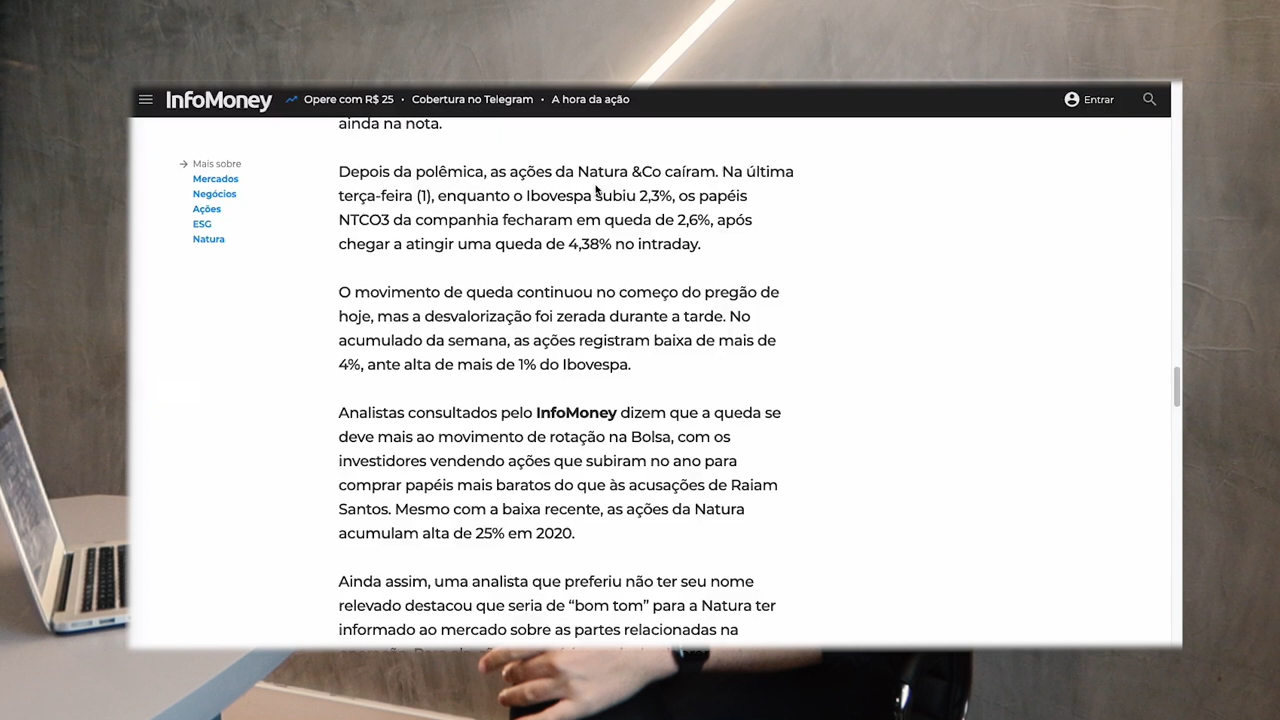 InfoMoney
Opere com R$ 25 · Cobertura no Telegram · A hora da ação
Entrar
ainda na nota.
Mais sobre
Mercados
Negócios
Ações
ESG
Natura
Depois da polêmica, as ações da Natura &Co caíram. Na última
terça-feira (1), enquanto o Ibovespa subiu 2,3%, os papéis
NTCO3 da companhia fecharam em queda de 2,6%, após
chegar a atingir uma queda de 4,38% no intraday.
O movimento de queda continuou no começo do pregão de
hoje, mas a desvalorização foi zerada durante a tarde. No
acumulado da semana, as ações registram baixa de mais de
4%, ante alta de mais de 1% do Ibovespa.
Analistas consultados pelo InfoMoney dizem que a queda se
deve mais ao movimento de rotação na Bolsa, com os
investidores vendendo ações que subiram no ano para
comprar papéis mais baratos do que às acusações de Raiam
Santos. Mesmo com a baixa recente, as ações da Natura
acumulam alta de 25% em 2020.
Ainda assim, uma analista que preferiu não ter seu nome
relevado destacou que seria de “bom tom” para a Natura ter
informado ao mercado sobre as partes relacionadas na